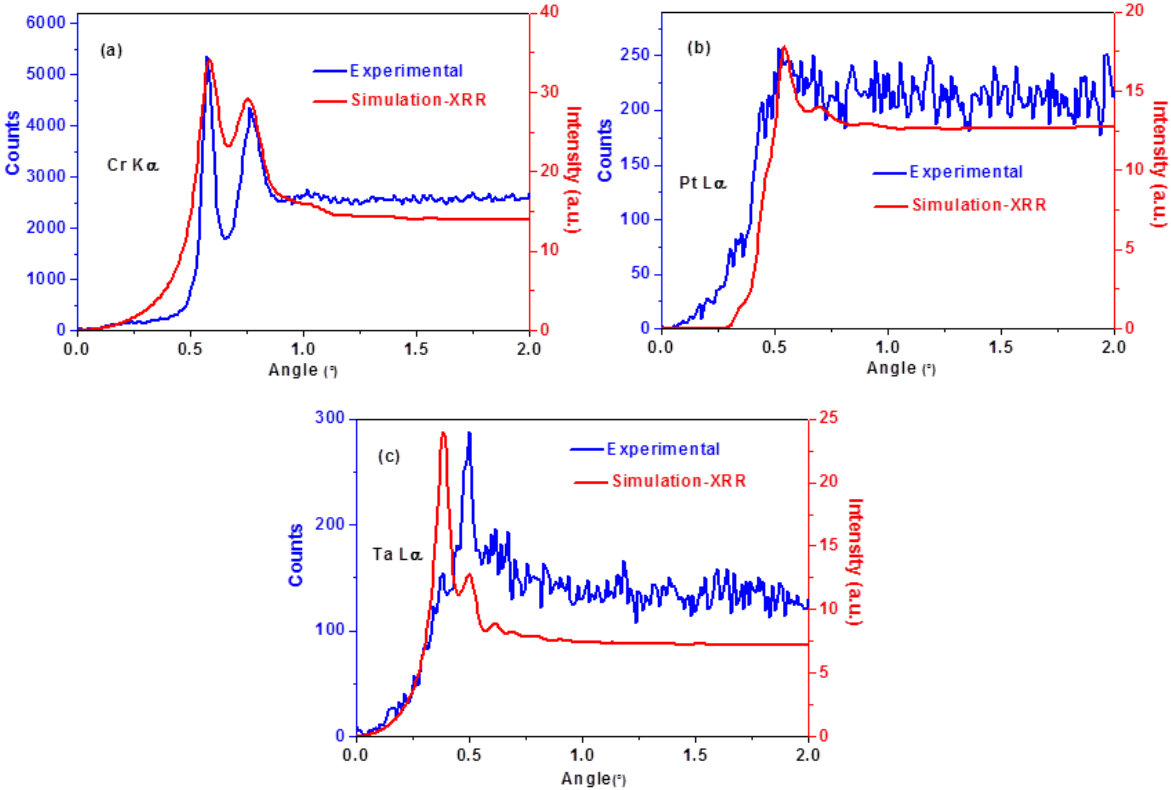 (a)
Experimental
Simulation-XRR
Cr Kα
Counts
6000
5000
4000
3000
2000
1000
0
40
30
20
10
0
Intensity (a.u.)
0.0 0.5 1.0 1.5 2.0
Angle (°)
(b)
Experimental
Simulation-XRR
Pt Lα
Counts
250
200
150
100
50
0
20
15
10
5
0
Intensity (a.u.)
0.0 0.5 1.0 1.5 2.0
Angle (°)
(c)
Experimental
Simulation-XRR
Ta Lα
Counts
300
200
100
0
25
20
15
10
5
0
Intensity (a.u.)
0.0 0.5 1.0 1.5 2.0
Angle(°)